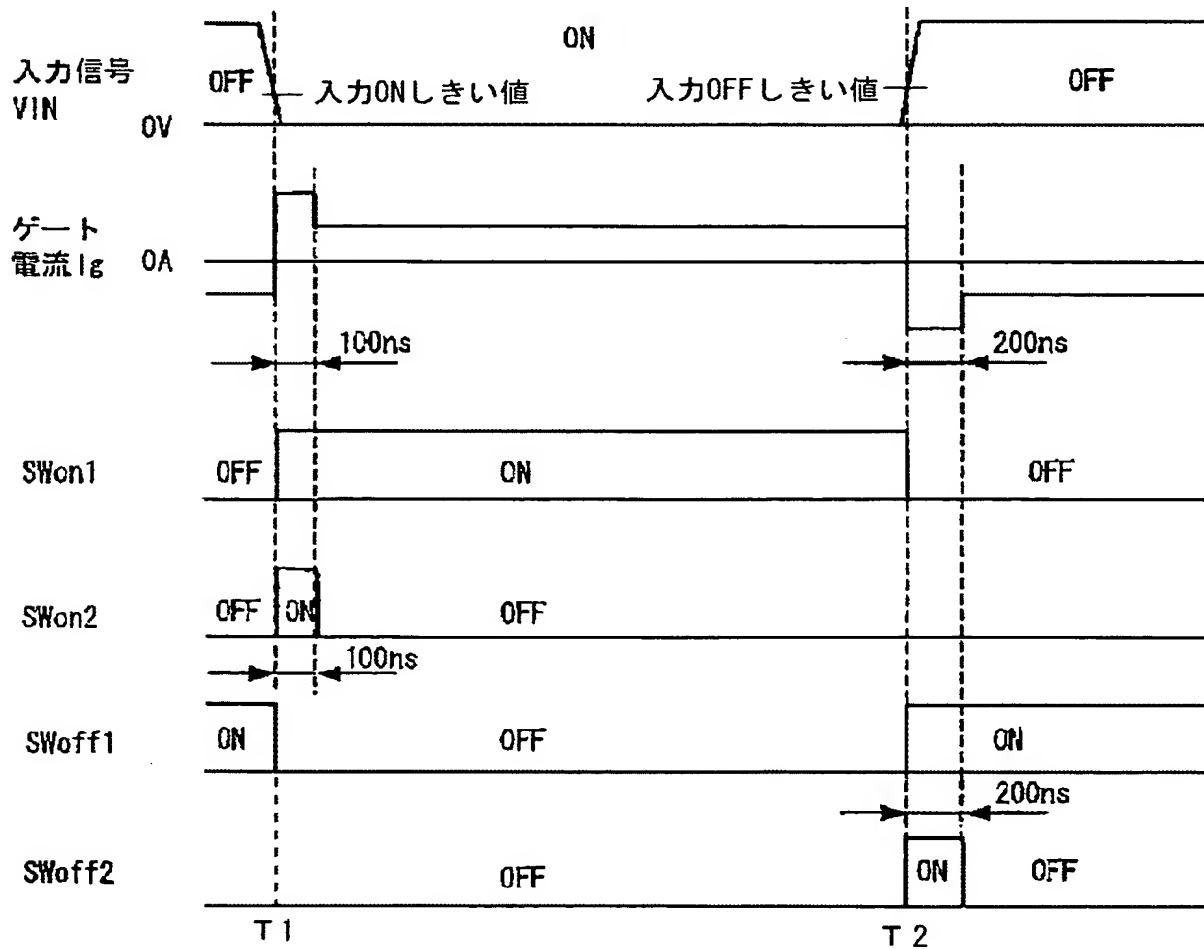 ON
入力信号
VIN
OFF
入力ONしきい値
入力OFFしきい値
OFF
0V
ゲート
電流Ig
0A
100ns
200ns
SWon1
OFF
ON
OFF
SWon2
OFF
ON
OFF
100ns
SWoff1
ON
OFF
ON
200ns
SWoff2
OFF
ON
OFF
T1
T2